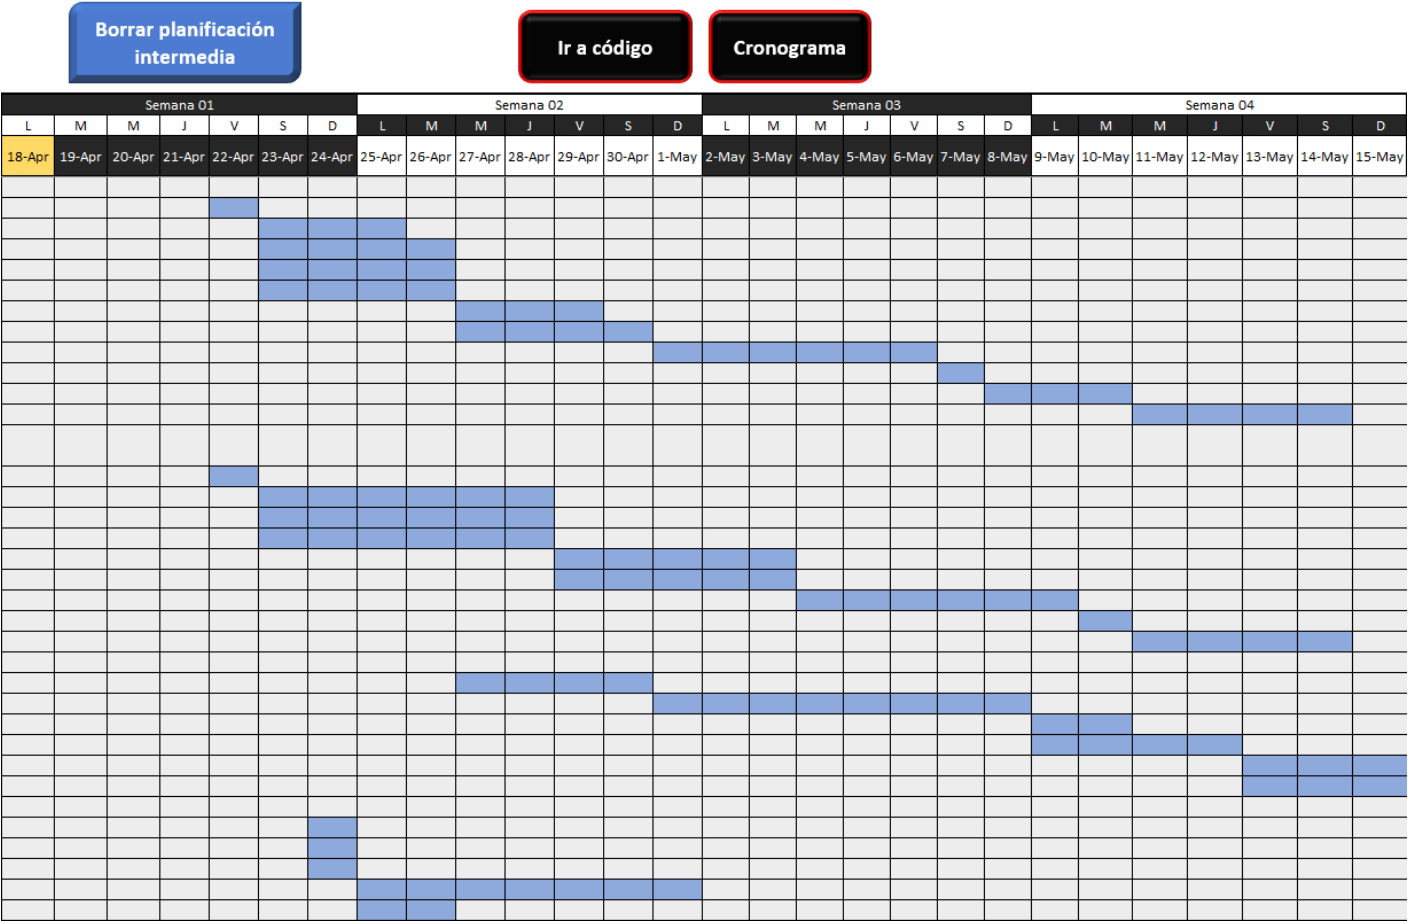 Borrar planificación
intermedia
Ir a código
Cronograma
Semana 01 Semana 02 Semana 03 Semana 04
L M M J V S D L M M J V S D L M M J V S D L M M J V S D
18-Apr 19-Apr 20-Apr 21-Apr 22-Apr 23-Apr 24-Apr 25-Apr 26-Apr 27-Apr 28-Apr 29-Apr 30-Apr 1-May 2-May 3-May 4-May 5-May 6-May 7-May 8-May 9-May 10-May 11-May 12-May 13-May 14-May 15-May